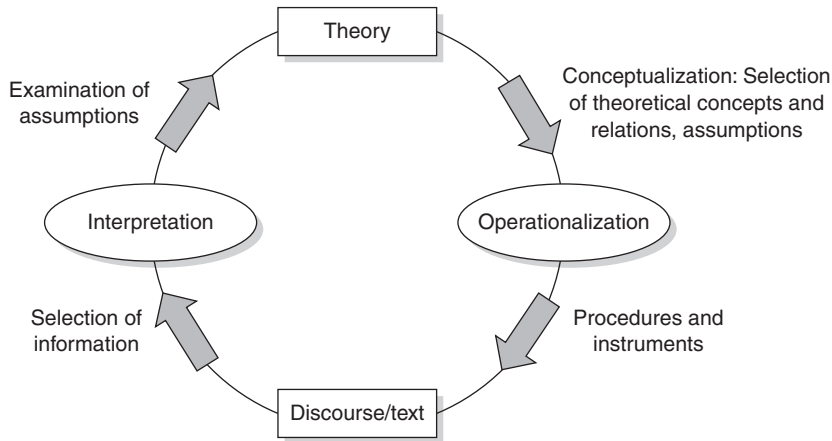 Theory
Examination of
assumptions
Conceptualization: Selection
of theoretical concepts and
relations, assumptions
Interpretation
Operationalization
Selection of
information
Procedures and
instruments
Discourse/text